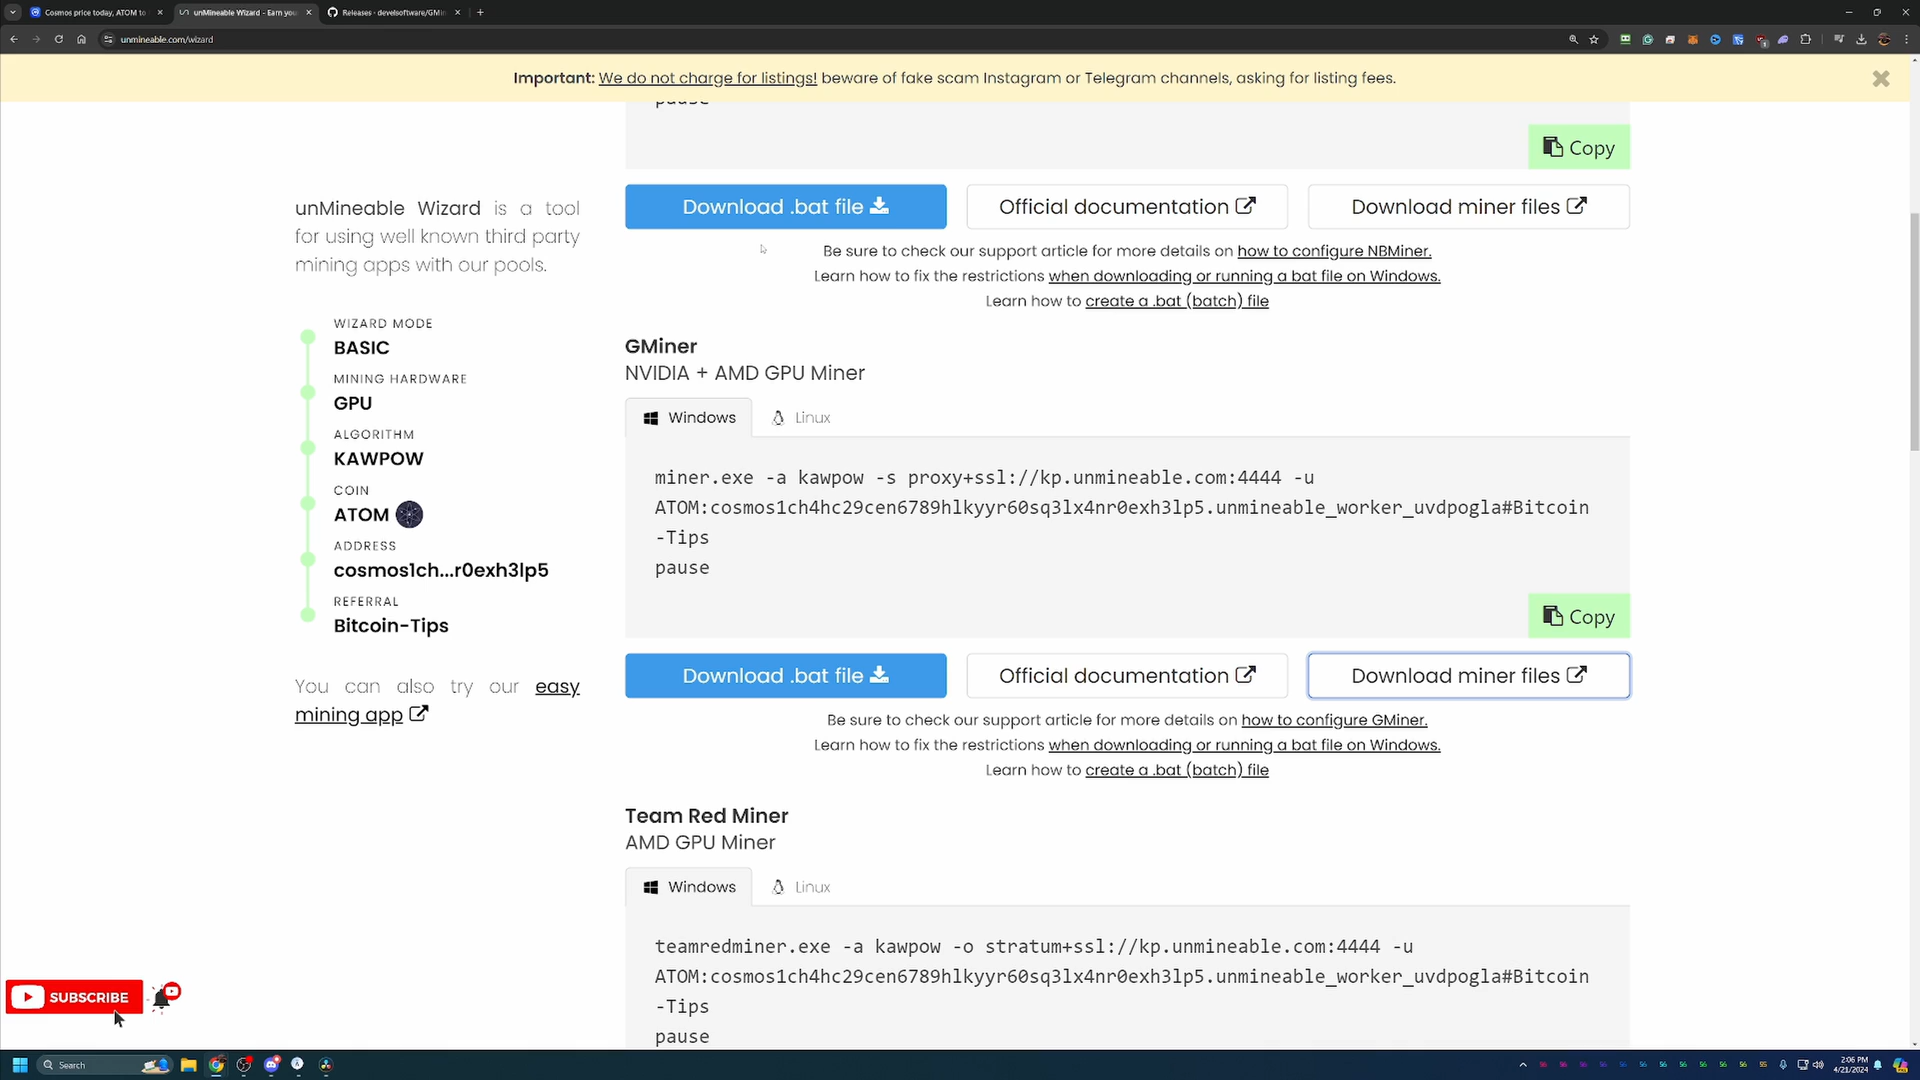 Cosmos price today, ATOM to
unMineable Wizard - Earn you
Releases · develsoftware/GMin
unmineable.com/wizard
Important: We do not charge for listings! beware of fake scam Instagram or Telegram channels, asking for listing fees.
pause
Copy
Download .bat file
Official documentation
Download miner files
Be sure to check our support article for more details on how to configure NBMiner.
Learn how to fix the restrictions when downloading or running a bat file on Windows.
Learn how to create a .bat (batch) file
unMineable Wizard is a tool
for using well known third party
mining apps with our pools.
WIZARD MODE
BASIC
MINING HARDWARE
GPU
ALGORITHM
KAWPOW
COIN
ATOM
ADDRESS
cosmos1ch...r0exh3lp5
REFERRAL
Bitcoin-Tips
You can also try our easy
mining app
GMiner
NVIDIA + AMD GPU Miner
Windows
Linux
miner.exe -a kawpow -s proxy+ssl://kp.unmineable.com:4444 -u
ATOM:cosmos1ch4hc29cen6789hlkyyr60sq3lx4nr0exh3lp5.unmineable_worker_uvdpogla#Bitcoin
-Tips
pause
Copy
Download .bat file
Official documentation
Download miner files
Be sure to check our support article for more details on how to configure GMiner.
Learn how to fix the restrictions when downloading or running a bat file on Windows.
Learn how to create a .bat (batch) file
Team Red Miner
AMD GPU Miner
Windows
Linux
teamredminer.exe -a kawpow -o stratum+ssl://kp.unmineable.com:4444 -u
ATOM:cosmos1ch4hc29cen6789hlkyyr60sq3lx4nr0exh3lp5.unmineable_worker_uvdpogla#Bitcoin
-Tips
pause
SUBSCRIBE
Search
2:06 PM
4/21/2024